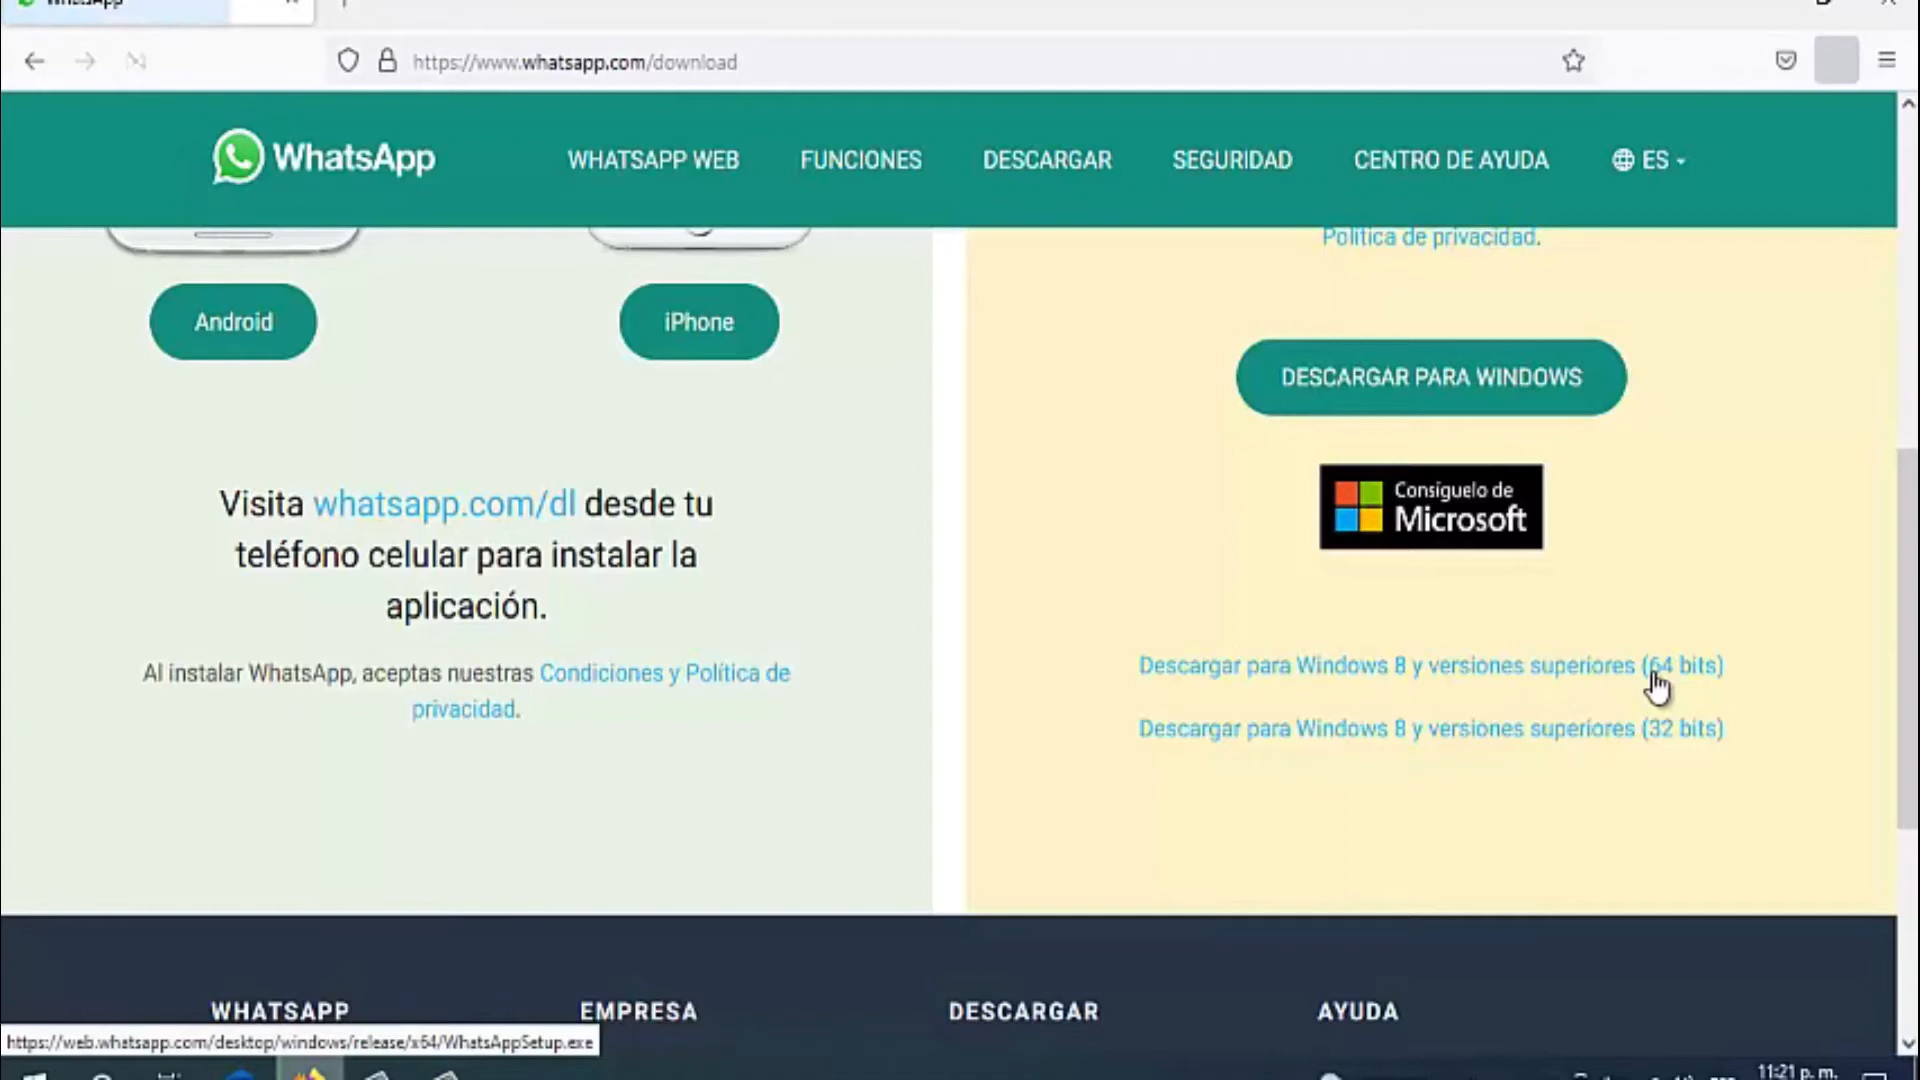 WhatsApp
https://www.whatsapp.com/download
WhatsApp
WHATSAPP WEB
FUNCIONES
DESCARGAR
SEGURIDAD
CENTRO DE AYUDA
ES
Política de privacidad.
Android
iPhone
DESCARGAR PARA WINDOWS
Consíguelo de
Microsoft
Visita whatsapp.com/dl desde tu
teléfono celular para instalar la
aplicación.
Al instalar WhatsApp, aceptas nuestras Condiciones y Política de
privacidad.
Descargar para Windows 8 y versiones superiores (64 bits)
Descargar para Windows 8 y versiones superiores (32 bits)
WHATSAPP
EMPRESA
DESCARGAR
AYUDA
https://web.whatsapp.com/desktop/windows/release/x64/WhatsAppSetup.exe
11:21 p. m.